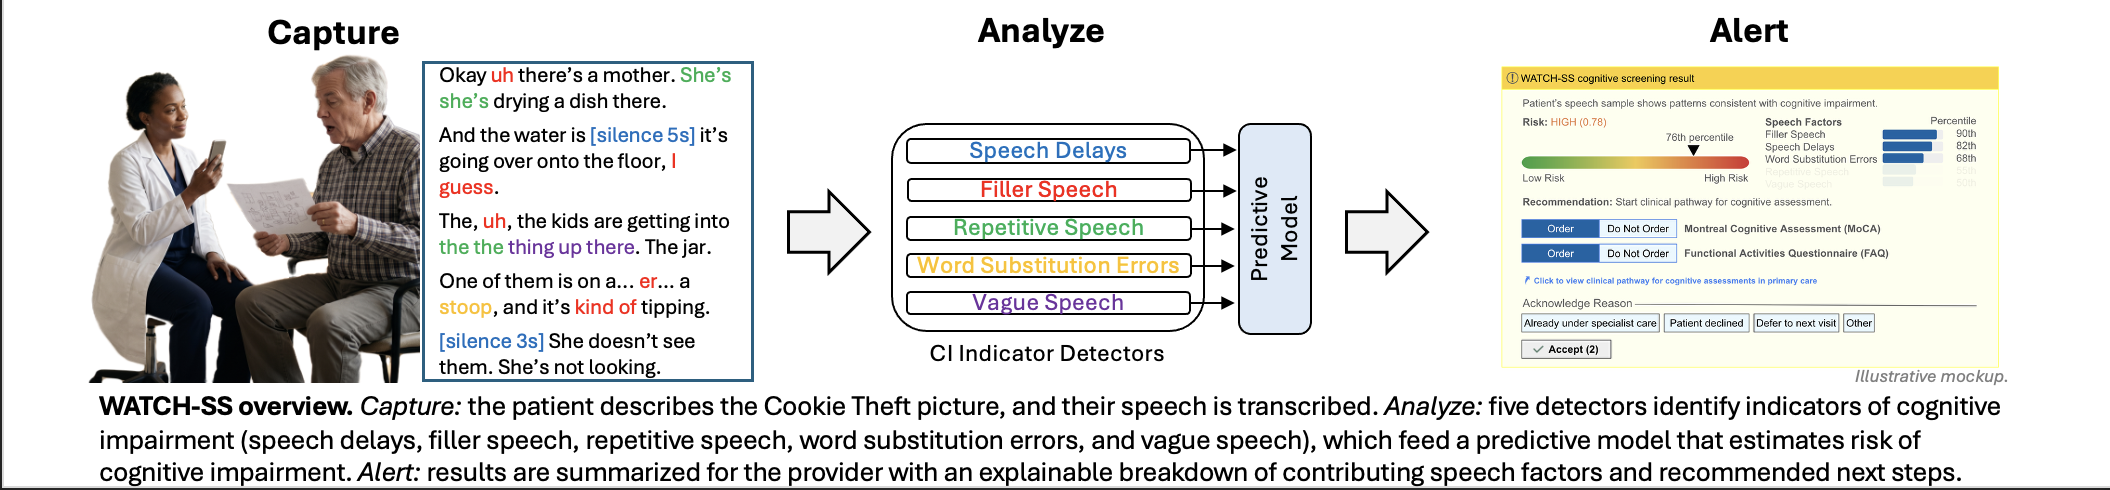 Capture
Okay uh there's a mother. She's
she's drying a dish there.
And the water is [silence 5s] it's
going over onto the floor, I
guess.
The, uh, the kids are getting into
the the thing up there. The jar.
One of them is on a... er... a
stoop, and it's kind of tipping.
[silence 3s] She doesn't see
them. She's not looking.
Analyze
Speech Delays
Filler Speech
Repetitive Speech
Word Substitution Errors
Vague Speech
CI Indicator Detectors
Predictive
Model
Alert
WATCH-SS cognitive screening result
Patient's speech sample shows patterns consistent with cognitive impairment.
Risk: HIGH (0.78)
76th percentile
Low Risk High Risk
Speech Factors Percentile
Filler Speech 90th
Speech Delays 82th
Word Substitution Errors 68th
Repetitive Speech 55th
Vague Speech 50th
Recommendation: Start clinical pathway for cognitive assessment.
Order Do Not Order Montreal Cognitive Assessment (MoCA)
Order Do Not Order Functional Activities Questionnaire (FAQ)
Click to view clinical pathway for cognitive assessments in primary care
Acknowledge Reason
Already under specialist care Patient declined Defer to next visit Other
Accept (2)
Illustrative mockup.
WATCH-SS overview. Capture: the patient describes the Cookie Theft picture, and their speech is transcribed. Analyze: five detectors identify indicators of cognitive
impairment (speech delays, filler speech, repetitive speech, word substitution errors, and vague speech), which feed a predictive model that estimates risk of
cognitive impairment. Alert: results are summarized for the provider with an explainable breakdown of contributing speech factors and recommended next steps.